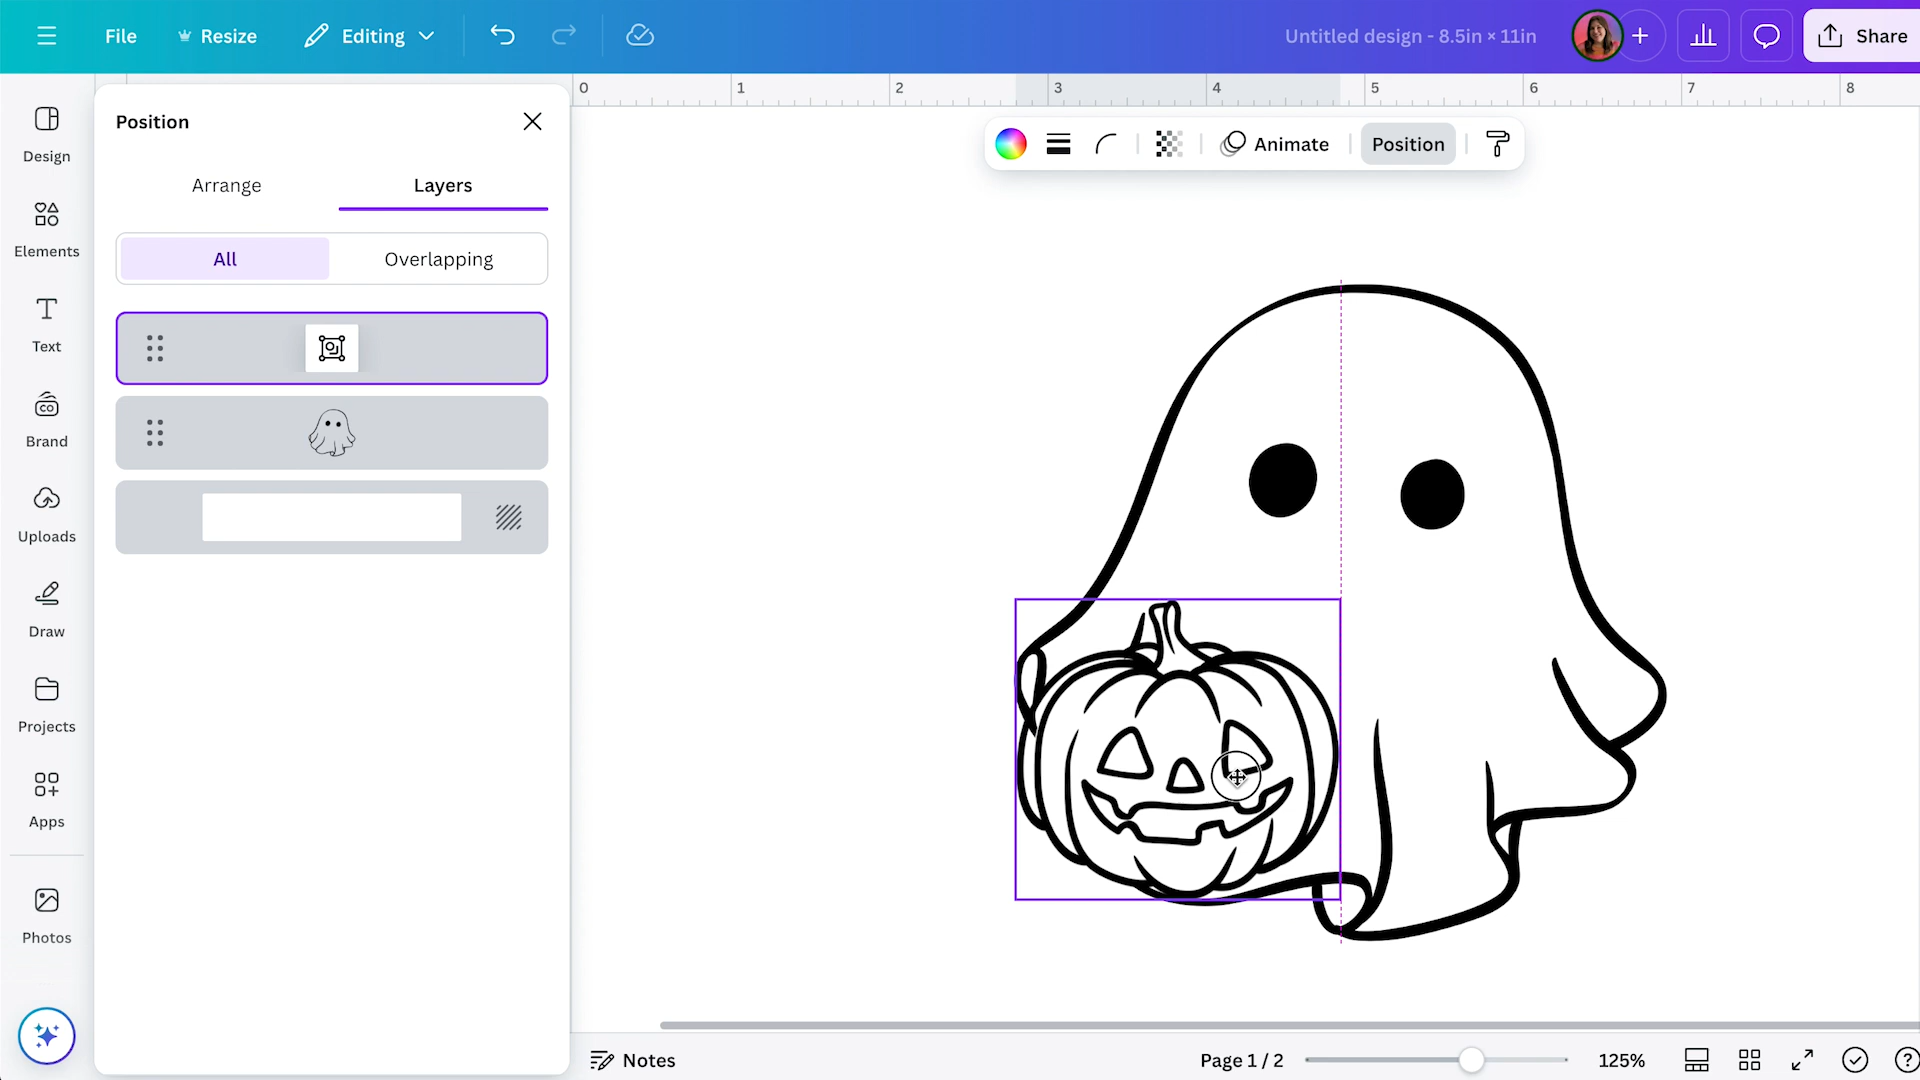 File
Resize
Editing
Untitled design - 8.5in × 11in
Share
0 1 2 3 4 5 6 7 8
Design
Elements
Text
Brand
Uploads
Draw
Projects
Apps
Photos
Position
Arrange
Layers
All
Overlapping
Animate
Position
Notes
Page 1 / 2
125%